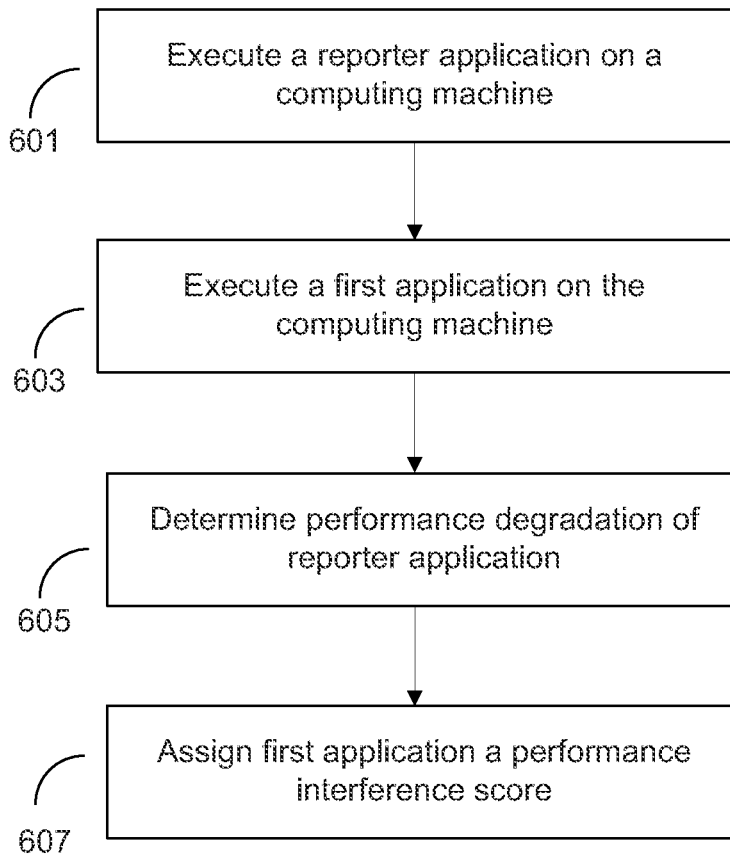 Execute a reporter application on a
computing machine
601
Execute a first application on the
computing machine
603
Determine performance degradation of
reporter application
605
Assign first application a performance
interference score
607